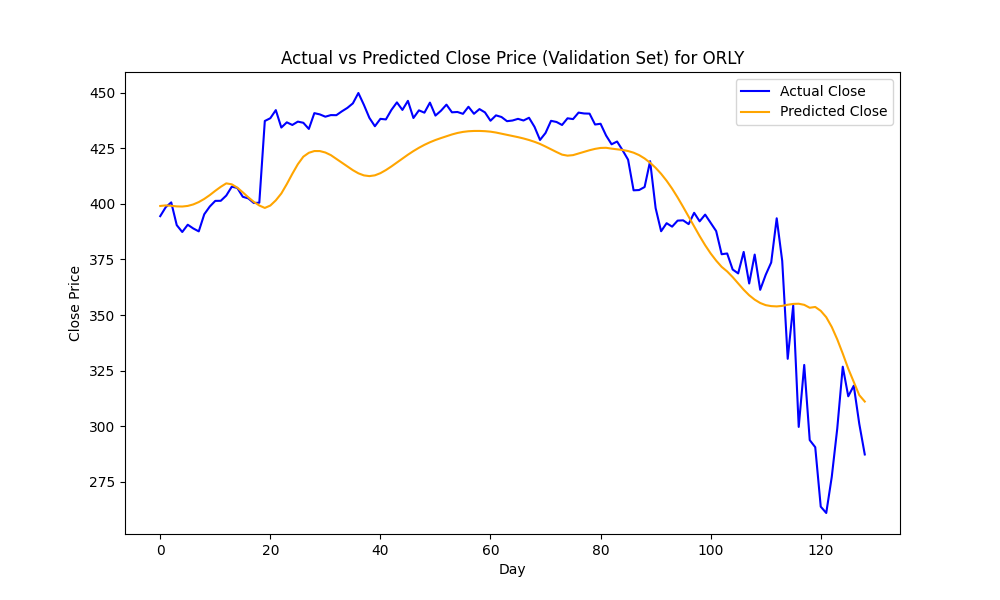 Actual vs Predicted Close Price (Validation Set) for ORLY
Actual Close
Predicted Close
450
425
400
375
350
325
300
275
Close Price
0 20 40 60 80 100 120
Day